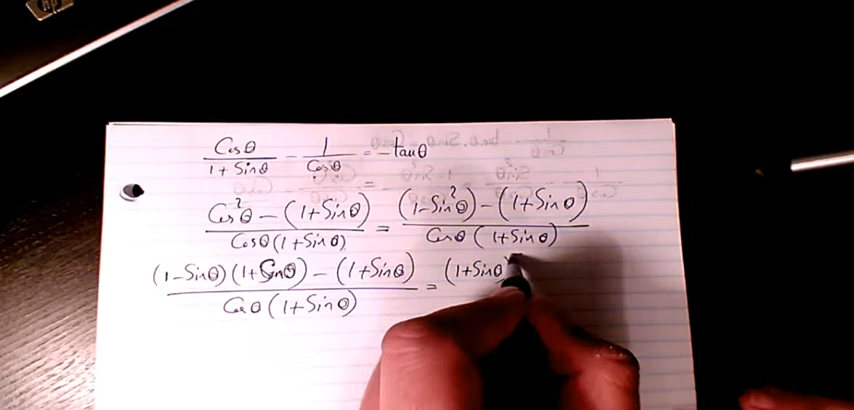 Cosθ/(1+Sinθ) - 1/Cosθ = -tanθ
(Cos²θ - (1+Sinθ))/(Cosθ(1+Sinθ)) = ((1-Sin²θ) - (1+Sinθ))/(Cosθ(1+Sinθ))
((1-Sinθ)(1+Sinθ) - (1+Sinθ))/(Cosθ(1+Sinθ)) = (1+Sinθ)